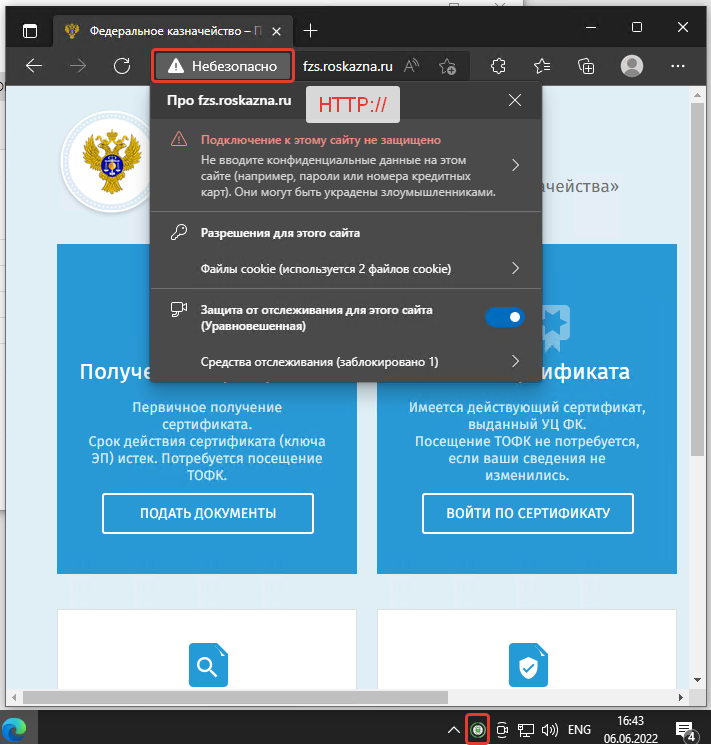 Федеральное казначейство – П
Небезопасно
fzs.roskazna.ru
Про fzs.roskazna.ru
HTTP://
Подключение к этому сайту не защищено
Не вводите конфиденциальные данные на этом
сайте (например, пароли или номера кредитных
карт). Они могут быть украдены злоумышленниками.
начейства»
Разрешения для этого сайта
Файлы cookie (используется 2 файлов cookie)
Защита от отслеживания для этого сайта
(Уравновешенная)
Средства отслеживания (заблокировано 1)
Получе
ификата
Первичное получение
сертификата.
Срок действия сертификата (ключа
ЭП) истек. Потребуется посещение
ТОФК.
ПОДАТЬ ДОКУМЕНТЫ
Имеется действующий сертификат,
выданный УЦ ФК.
Посещение ТОФК не потребуется,
если ваши сведения не
изменились.
ВОЙТИ ПО СЕРТИФИКАТУ
ENG
16:43
06.06.2022
4